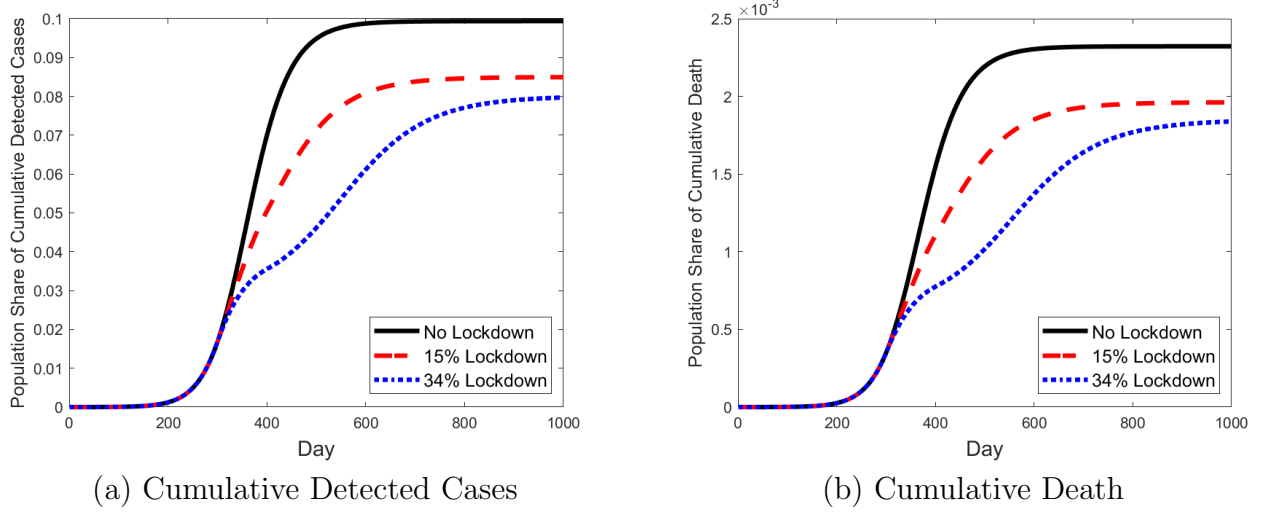 Population Share of Cumulative Detected Cases
0.1
0.09
0.08
0.07
0.06
0.05
0.04
0.03
0.02
0.01
0
0 200 400 600 800 1000
Day
No Lockdown
15% Lockdown
34% Lockdown
(a) Cumulative Detected Cases
×10⁻³
Population Share of Cumulative Death
2.5
2
1.5
1
0.5
0
0 200 400 600 800 1000
Day
No Lockdown
15% Lockdown
34% Lockdown
(b) Cumulative Death